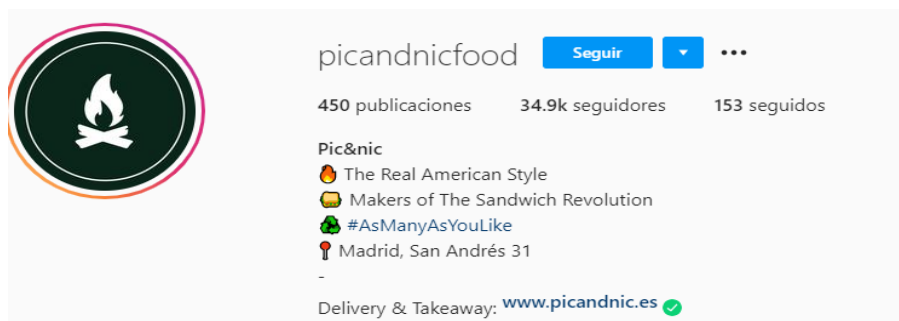 picandnicfood Seguir •••
450 publicaciones 34.9k seguidores 153 seguidos
Pic&nic
🔥 The Real American Style
🥪 Makers of The Sandwich Revolution
♻ #AsManyAsYouLike
📍 Madrid, San Andrés 31
-
Delivery & Takeaway: www.picandnic.es ✅